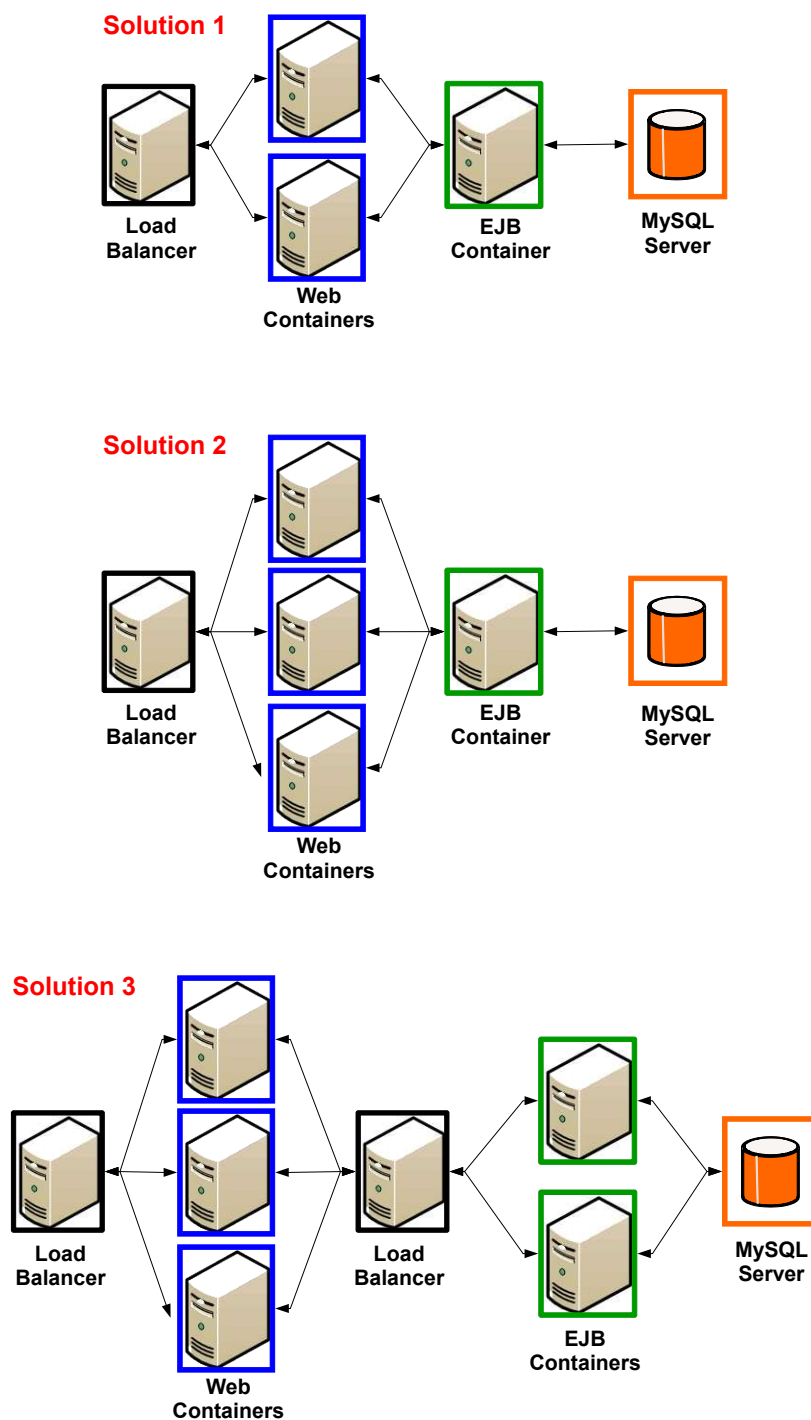 Solution 1
Load
Balancer
Web
Containers
EJB
Container
MySQL
Server
Solution 2
Load
Balancer
Web
Containers
EJB
Container
MySQL
Server
Solution 3
Load
Balancer
Web
Containers
Load
Balancer
EJB
Containers
MySQL
Server